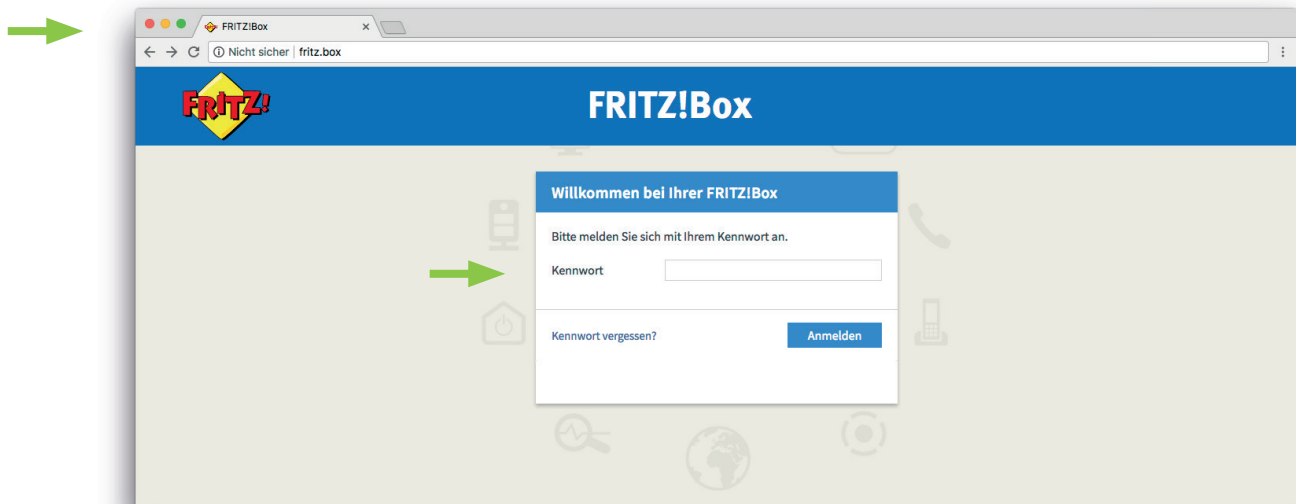 FRITZ!Box
Nicht sicher | fritz.box
FRITZ!
FRITZ!Box
Willkommen bei Ihrer FRITZ!Box
Bitte melden Sie sich mit Ihrem Kennwort an.
Kennwort
Kennwort vergessen?
Anmelden